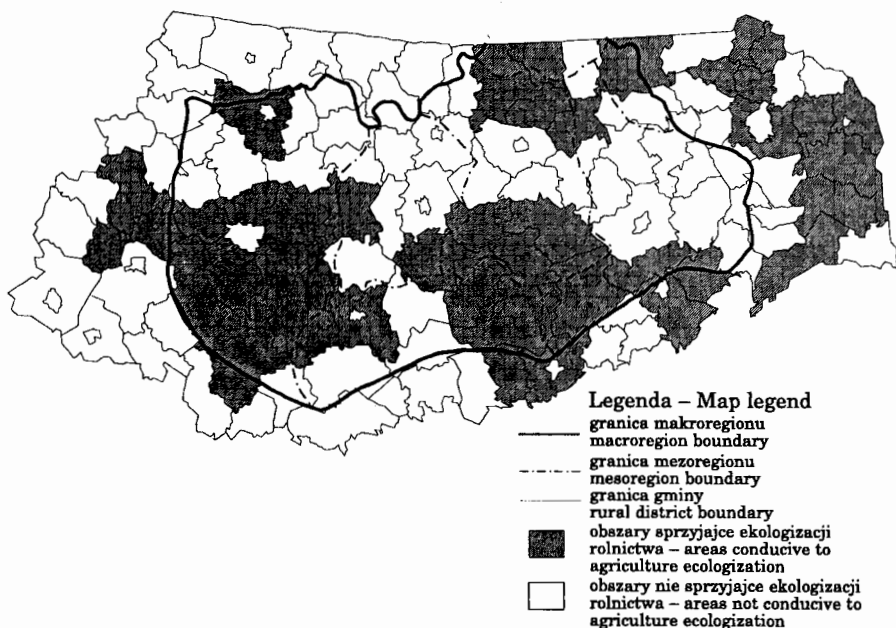 Legenda – Map legend
granica makroregionu
macroregion boundary
granica mezoregionu
mesoregion boundary
granica gminy
rural district boundary
obszary sprzyjajce ekologizacji
rolnictwa – areas conducive to
agriculture ecologization
obszary nie sprzyjajce ekologizacji
rolnictwa – areas not conducive to
agriculture ecologization